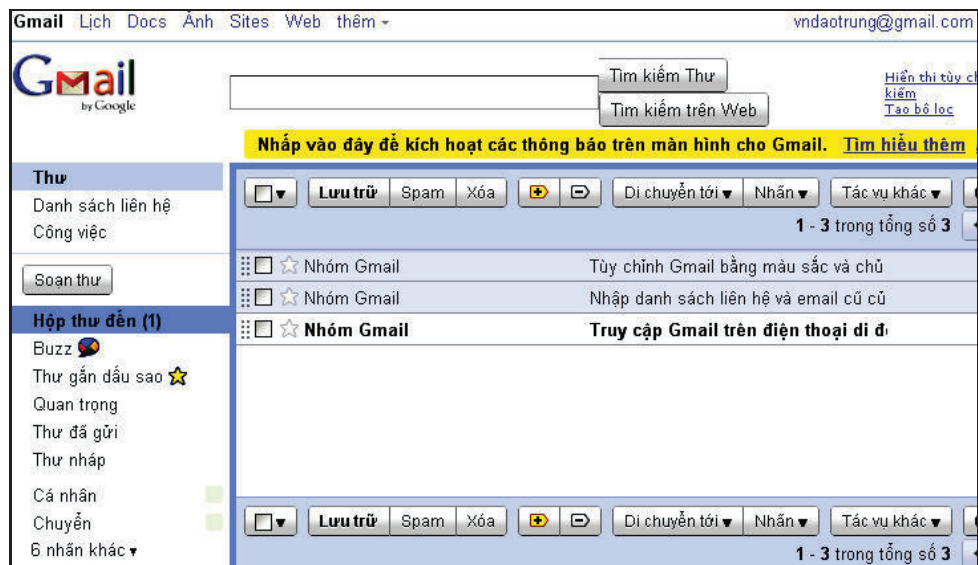 Gmail Lịch Docs Ảnh Sites Web thêm
vndaotrung@gmail.com
Gmail
by Google
Tìm kiếm Thư
Tìm kiếm trên Web
Hiển thị tùy
kiếm
Tạo bộ lọc
Nhấp vào đây để kích hoạt các thông báo trên màn hình cho Gmail. Tìm hiểu thêm
Thư
Danh sách liên hệ
Công việc
Soạn thư
Hộp thư đến (1)
Buzz
Thư gắn dấu sao
Quan trọng
Thư đã gửi
Thư nháp
Cá nhân
Chuyển
6 nhãn khác
Lưu trữ Spam Xóa Di chuyển tới Nhãn Tác vụ khác
1 - 3 trong tổng số 3
Nhóm Gmail Tùy chỉnh Gmail bằng màu sắc và chủ
Nhóm Gmail Nhập danh sách liên hệ và email cũ củ
Nhóm Gmail Truy cập Gmail trên điện thoại di
Lưu trữ Spam Xóa Di chuyển tới Nhãn Tác vụ khác
1 - 3 trong tổng số 3